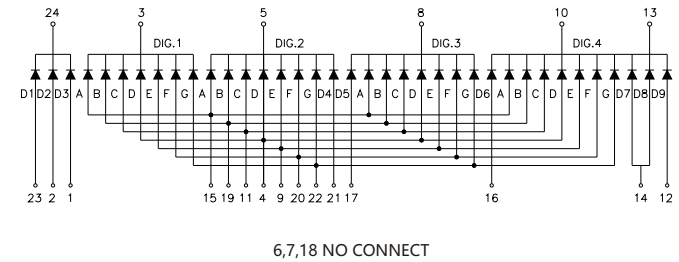 24 3 5 8 10 13
DIG.1 DIG.2 DIG.3 DIG.4
D1 D2 D3 A B C D E F G A B C D E F G D4 D5 A B C D E F G D6 A B C D E F G D7 D8 D9
23 2 1 15 19 11 4 9 20 22 21 17 16 14 12
6,7,18 NO CONNECT